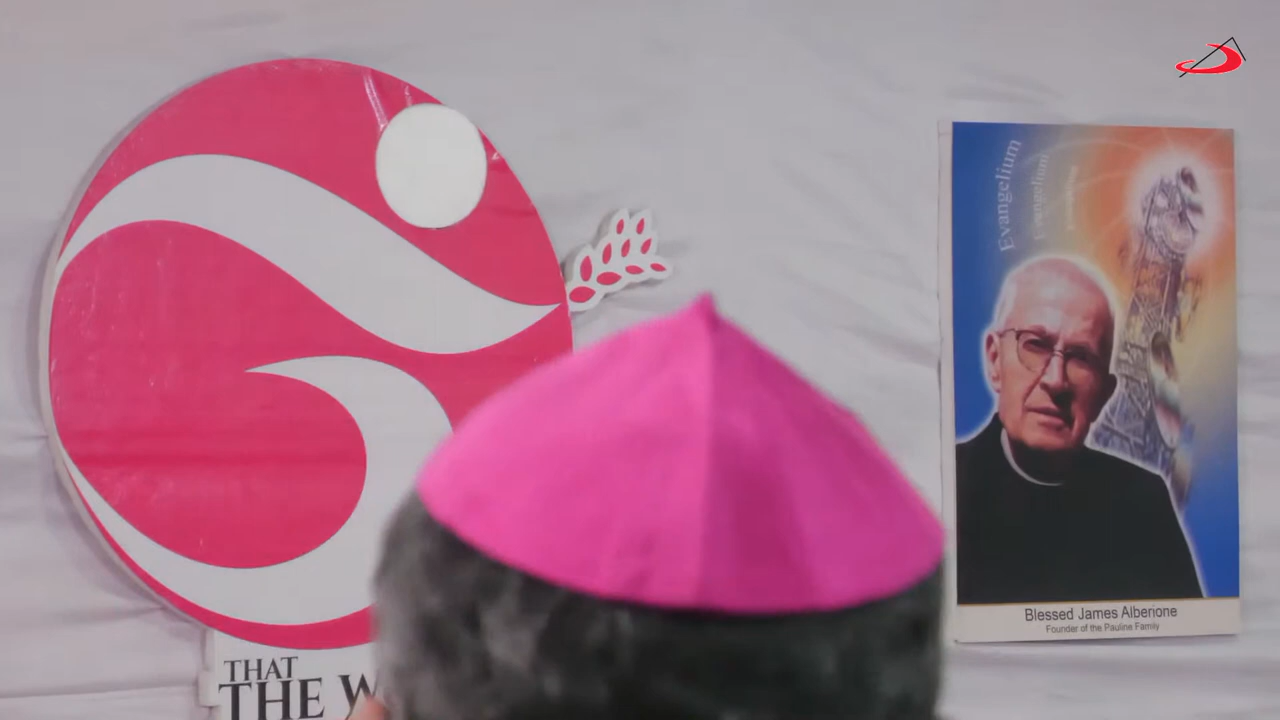 THAT
THE W
Evangelium
Evangelium
Blessed James Alberione
Founder of the Pauline Family